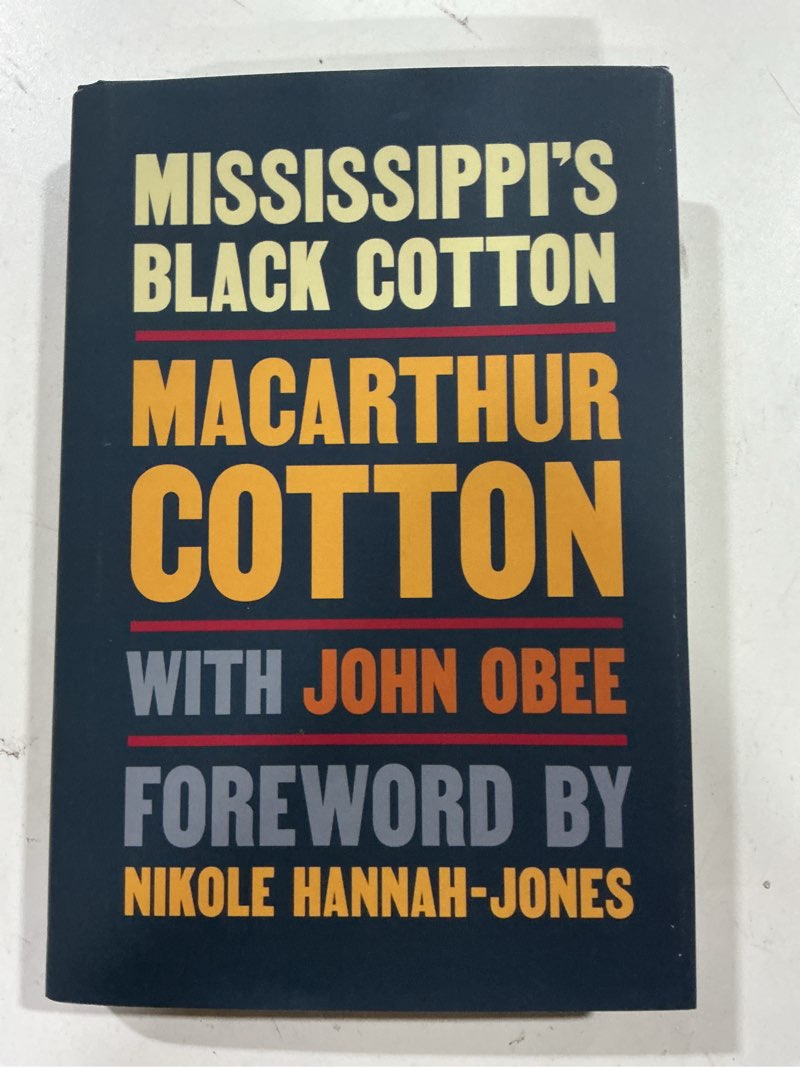 MISSISSIPPI'S
BLACK COTTON
MACARTHUR
COTTON
WITH JOHN OBEE
FOREWORD BY
NIKOLE HANNAH-JONES